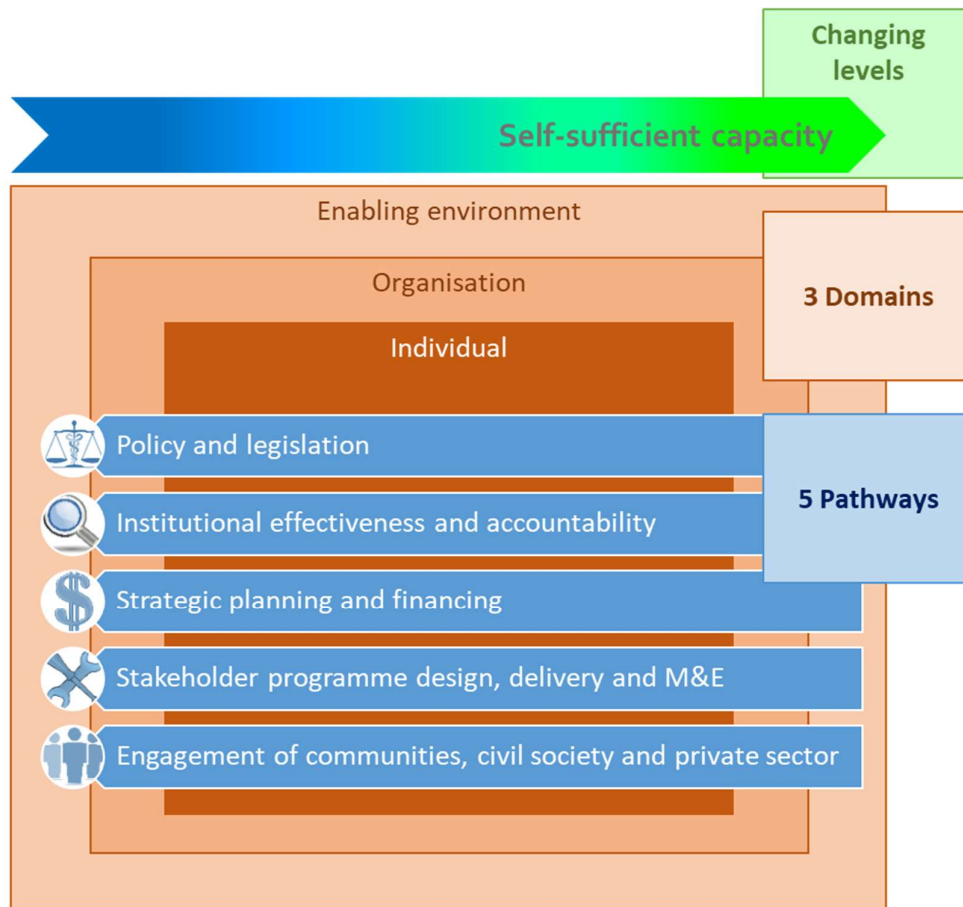 Changing
levels
Self-sufficient capacity
Enabling environment
Organisation
3 Domains
Individual
Policy and legislation
5 Pathways
Institutional effectiveness and accountability
Strategic planning and financing
Stakeholder programme design, delivery and M&E
Engagement of communities, civil society and private sector